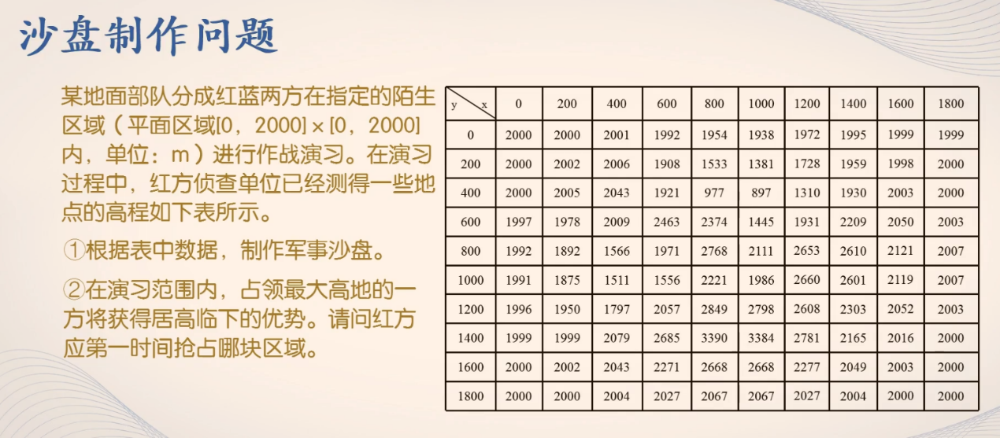 沙盘制作问题
某地面部队分成红蓝两方在指定的陌生
区域（平面区域[0，2000]×[0，2000]
内，单位：m）进行作战演习。在演习
过程中，红方侦查单位已经测得一些地
点的高程如下表所示。
①根据表中数据，制作军事沙盘。
②在演习范围内，占领最大高地的一
方将获得居高临下的优势。请问红方
应第一时间抢占哪块区域。
y x 0 200 400 600 800 1000 1200 1400 1600 1800
0 2000 2000 2001 1992 1954 1938 1972 1995 1999 1999
200 2000 2002 2006 1908 1533 1381 1728 1959 1998 2000
400 2000 2005 2043 1921 977 897 1310 1930 2003 2000
600 1997 1978 2009 2463 2374 1445 1931 2209 2050 2003
800 1992 1892 1566 1971 2768 2111 2653 2610 2121 2007
1000 1991 1875 1511 1556 2221 1986 2660 2601 2119 2007
1200 1996 1950 1797 2057 2849 2798 2608 2303 2052 2003
1400 1999 1999 2079 2685 3390 3384 2781 2165 2016 2000
1600 2000 2002 2043 2271 2668 2668 2277 2049 2003 2000
1800 2000 2000 2004 2027 2067 2067 2027 2004 2000 2000